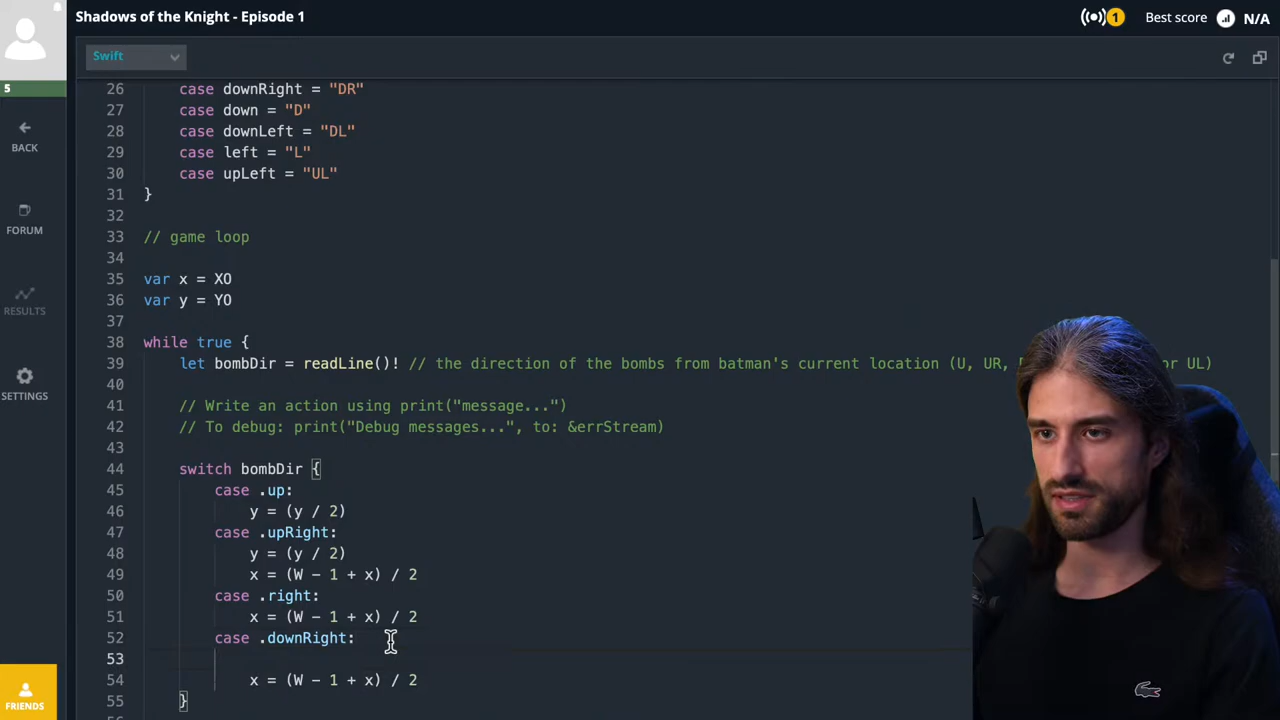 Shadows of the Knight - Episode 1
1
Best score
N/A
Swift
5
BACK
FORUM
RESULTS
SETTINGS
FRIENDS
26 case downRight = "DR"
27 case down = "D"
28 case downLeft = "DL"
29 case left = "L"
30 case upLeft = "UL"
31 }
32
33 // game loop
34
35 var x = XO
36 var y = YO
37
38 while true {
39 let bombDir = readLine()! // the direction of the bombs from batman's current location (U, UR, or UL)
40
41 // Write an action using print("message...")
42 // To debug: print("Debug messages...", to: &errStream)
43
44 switch bombDir {
45 case .up:
46 y = (y / 2)
47 case .upRight:
48 y = (y / 2)
49 x = (W - 1 + x) / 2
50 case .right:
51 x = (W - 1 + x) / 2
52 case .downRight:
53
54 x = (W - 1 + x) / 2
55 }